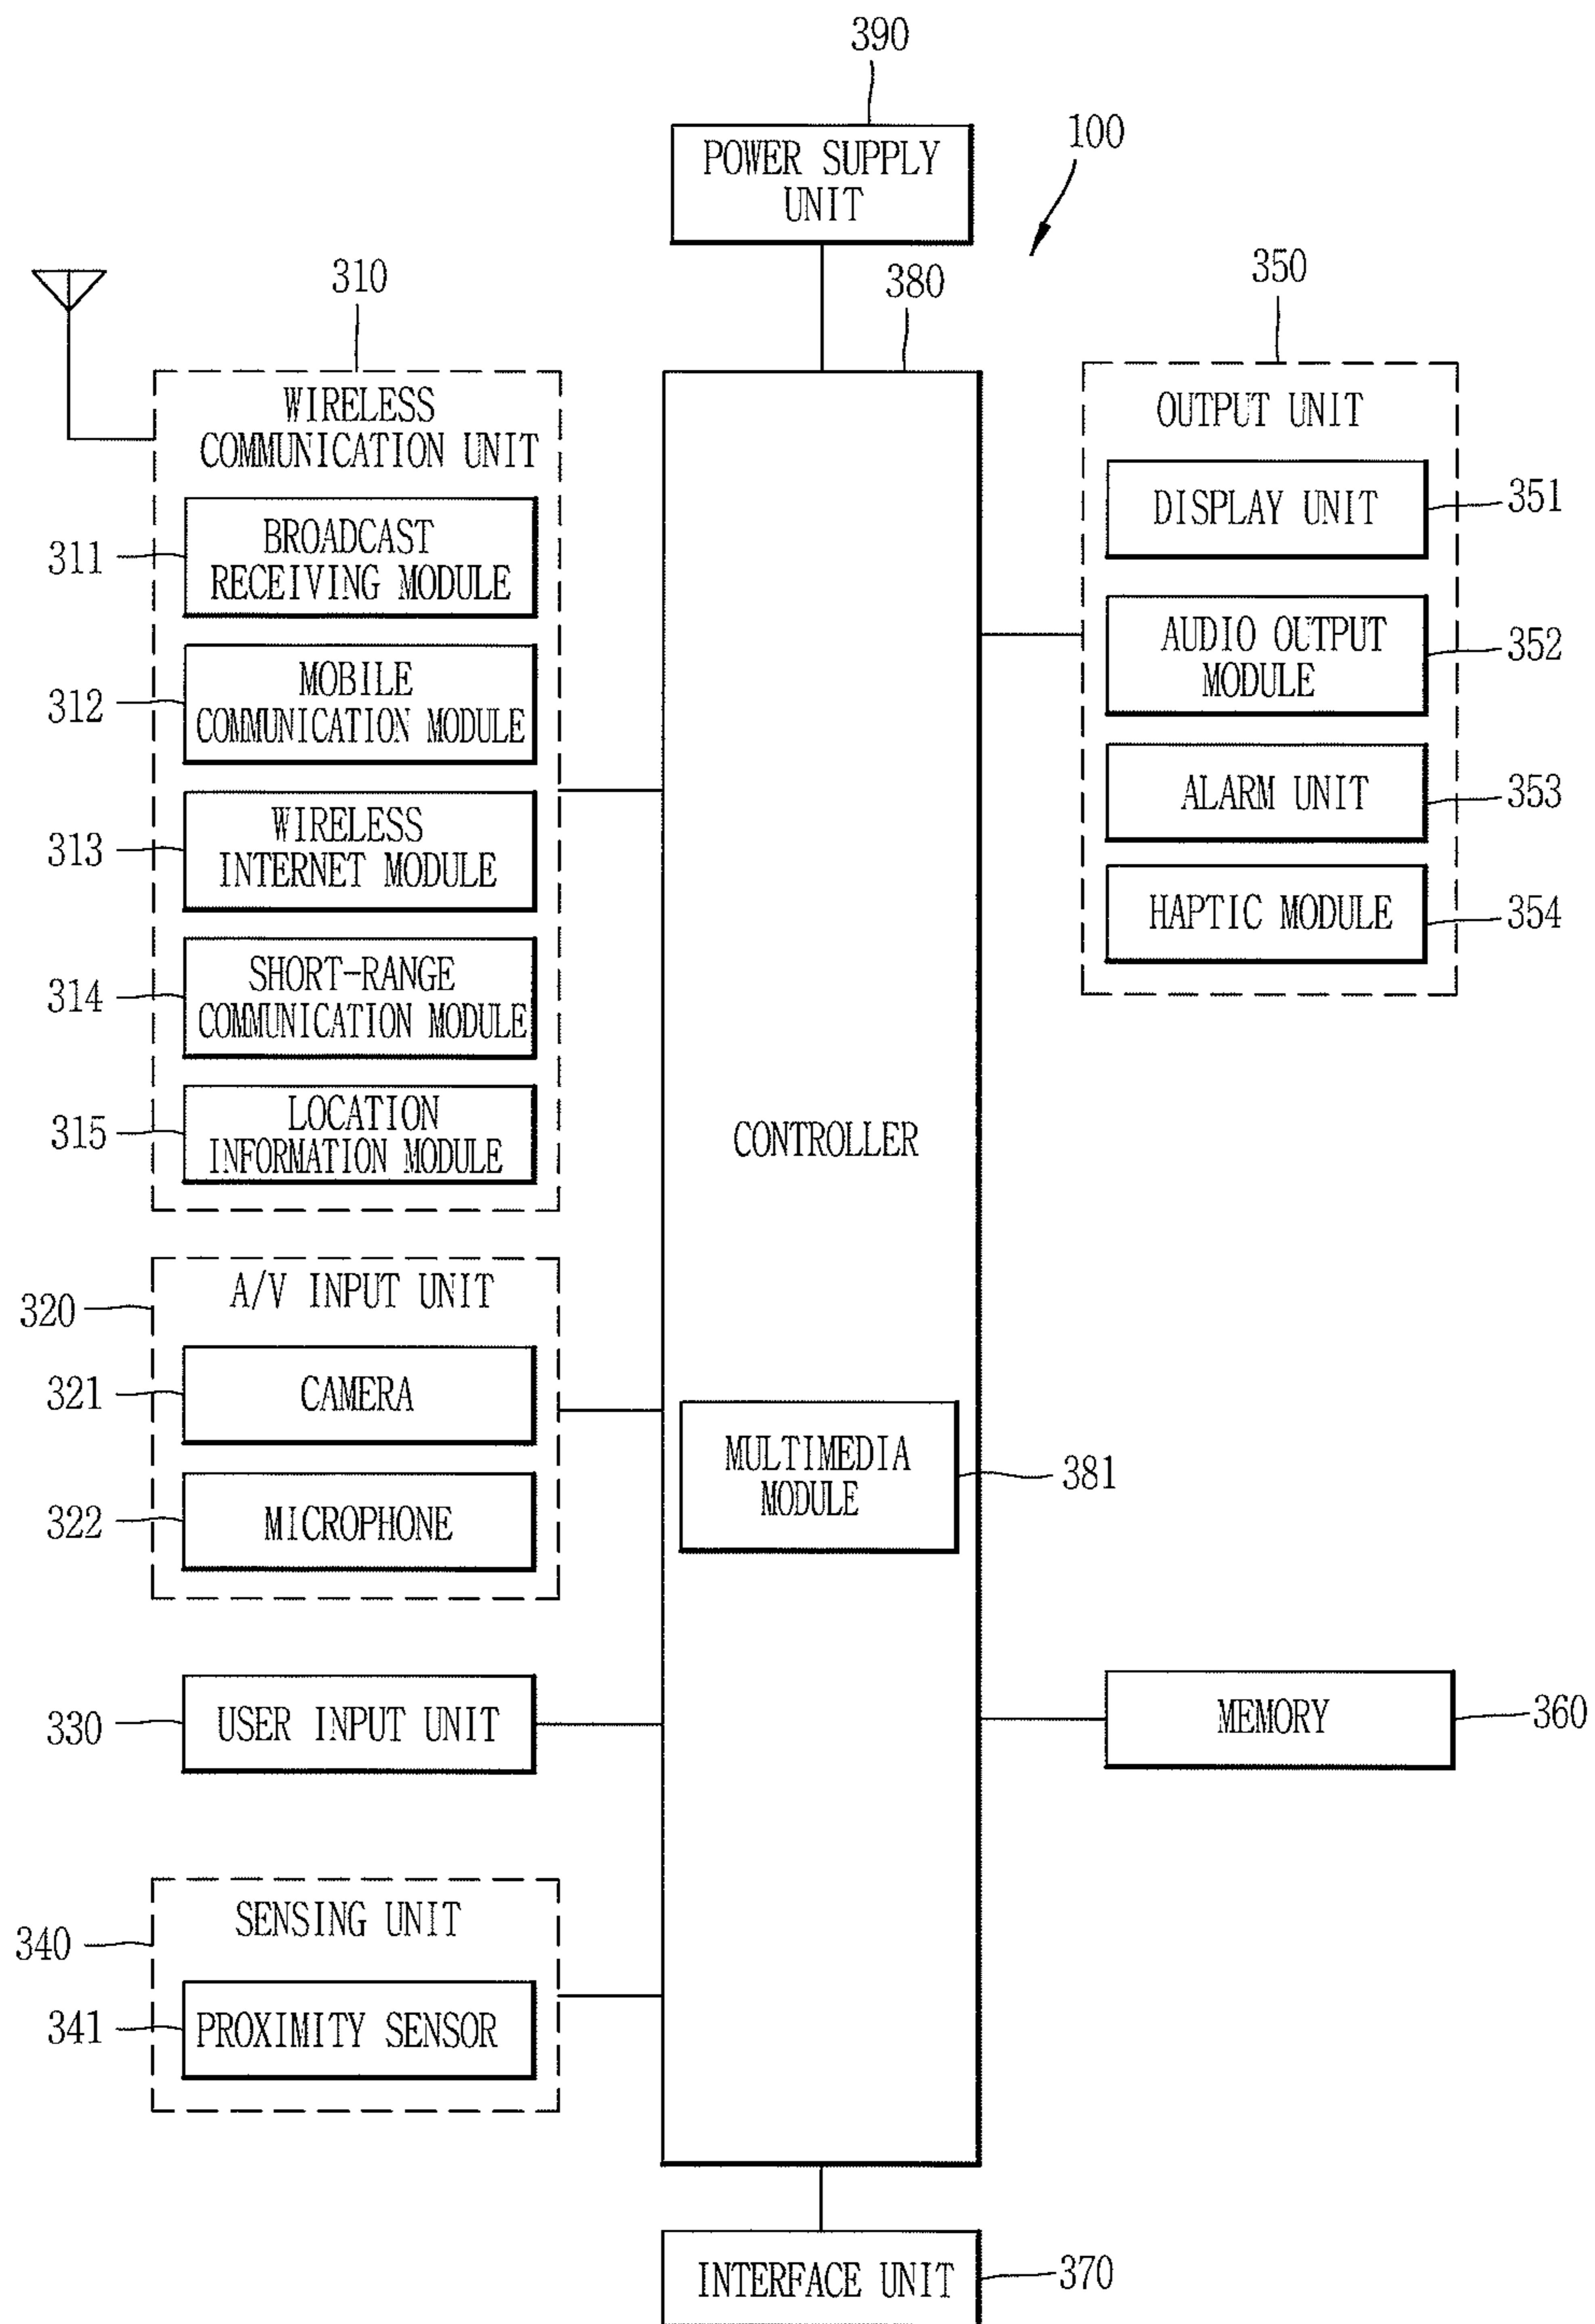 390
POWER SUPPLY
UNIT
100
310
380
350
WIRELESS
COMMUNICATION UNIT
311
BROADCAST
RECEIVING MODULE
312
MOBILE
COMMUNICATION MODULE
313
WIRELESS
INTERNET MODULE
314
SHORT-RANGE
COMMUNICATION MODULE
315
LOCATION
INFORMATION MODULE
320
A/V INPUT UNIT
321
CAMERA
322
MICROPHONE
330
USER INPUT UNIT
340
SENSING UNIT
341
PROXIMITY SENSOR
CONTROLLER
MULTIMEDIA
MODULE
381
OUTPUT UNIT
DISPLAY UNIT
351
AUDIO OUTPUT
MODULE
352
ALARM UNIT
353
HAPTIC MODULE
354
MEMORY
360
INTERFACE UNIT
370